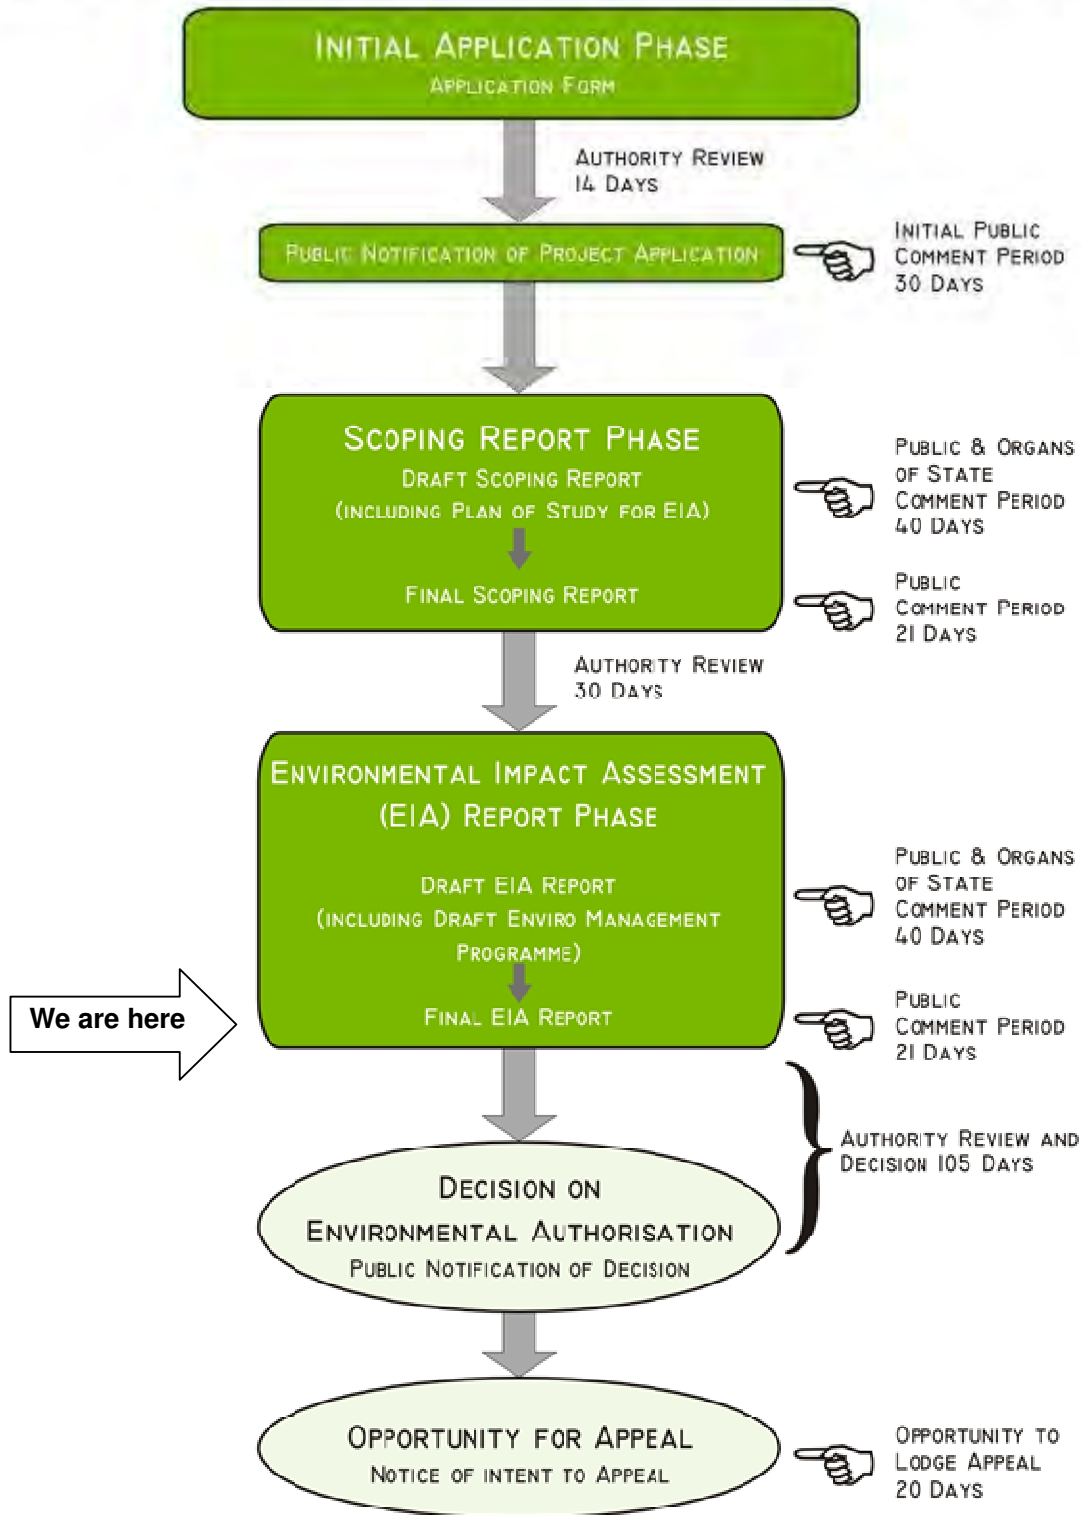 INITIAL APPLICATION PHASE
APPLICATION FORM
AUTHORITY REVIEW
14 DAYS
PUBLIC NOTIFICATION OF PROJECT APPLICATION
INITIAL PUBLIC
COMMENT PERIOD
30 DAYS
SCOPING REPORT PHASE
DRAFT SCOPING REPORT
(INCLUDING PLAN OF STUDY FOR EIA)
PUBLIC & ORGANS
OF STATE
COMMENT PERIOD
40 DAYS
FINAL SCOPING REPORT
PUBLIC
COMMENT PERIOD
21 DAYS
AUTHORITY REVIEW
30 DAYS
ENVIRONMENTAL IMPACT ASSESSMENT
(EIA) REPORT PHASE
DRAFT EIA REPORT
(INCLUDING DRAFT ENVIRO MANAGEMENT
PROGRAMME)
PUBLIC & ORGANS
OF STATE
COMMENT PERIOD
40 DAYS
We are here
FINAL EIA REPORT
PUBLIC
COMMENT PERIOD
21 DAYS
AUTHORITY REVIEW AND
DECISION 105 DAYS
DECISION ON
ENVIRONMENTAL AUTHORISATION
PUBLIC NOTIFICATION OF DECISION
OPPORTUNITY FOR APPEAL
NOTICE OF INTENT TO APPEAL
OPPORTUNITY TO
LODGE APPEAL
20 DAYS